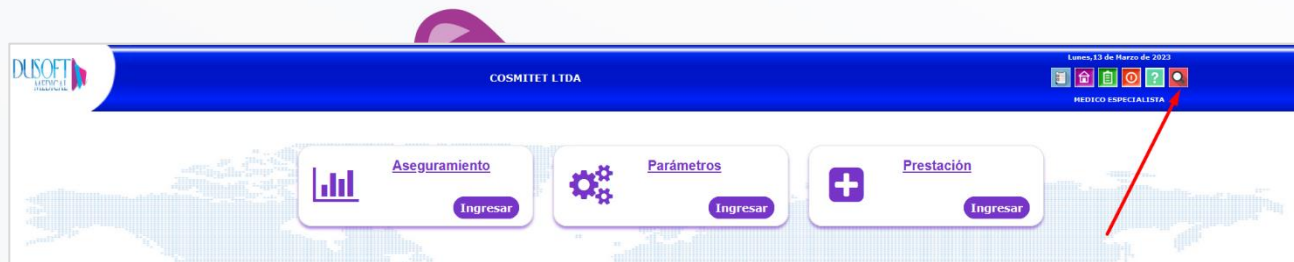 Lunes,13 de Marzo de 2023
DUSOFT
MEDICAL
COSMITET LTDA
?
MEDICO ESPECIALISTA
Aseguramiento
Parámetros
Prestación
Ingresar
Ingresar
Ingresar